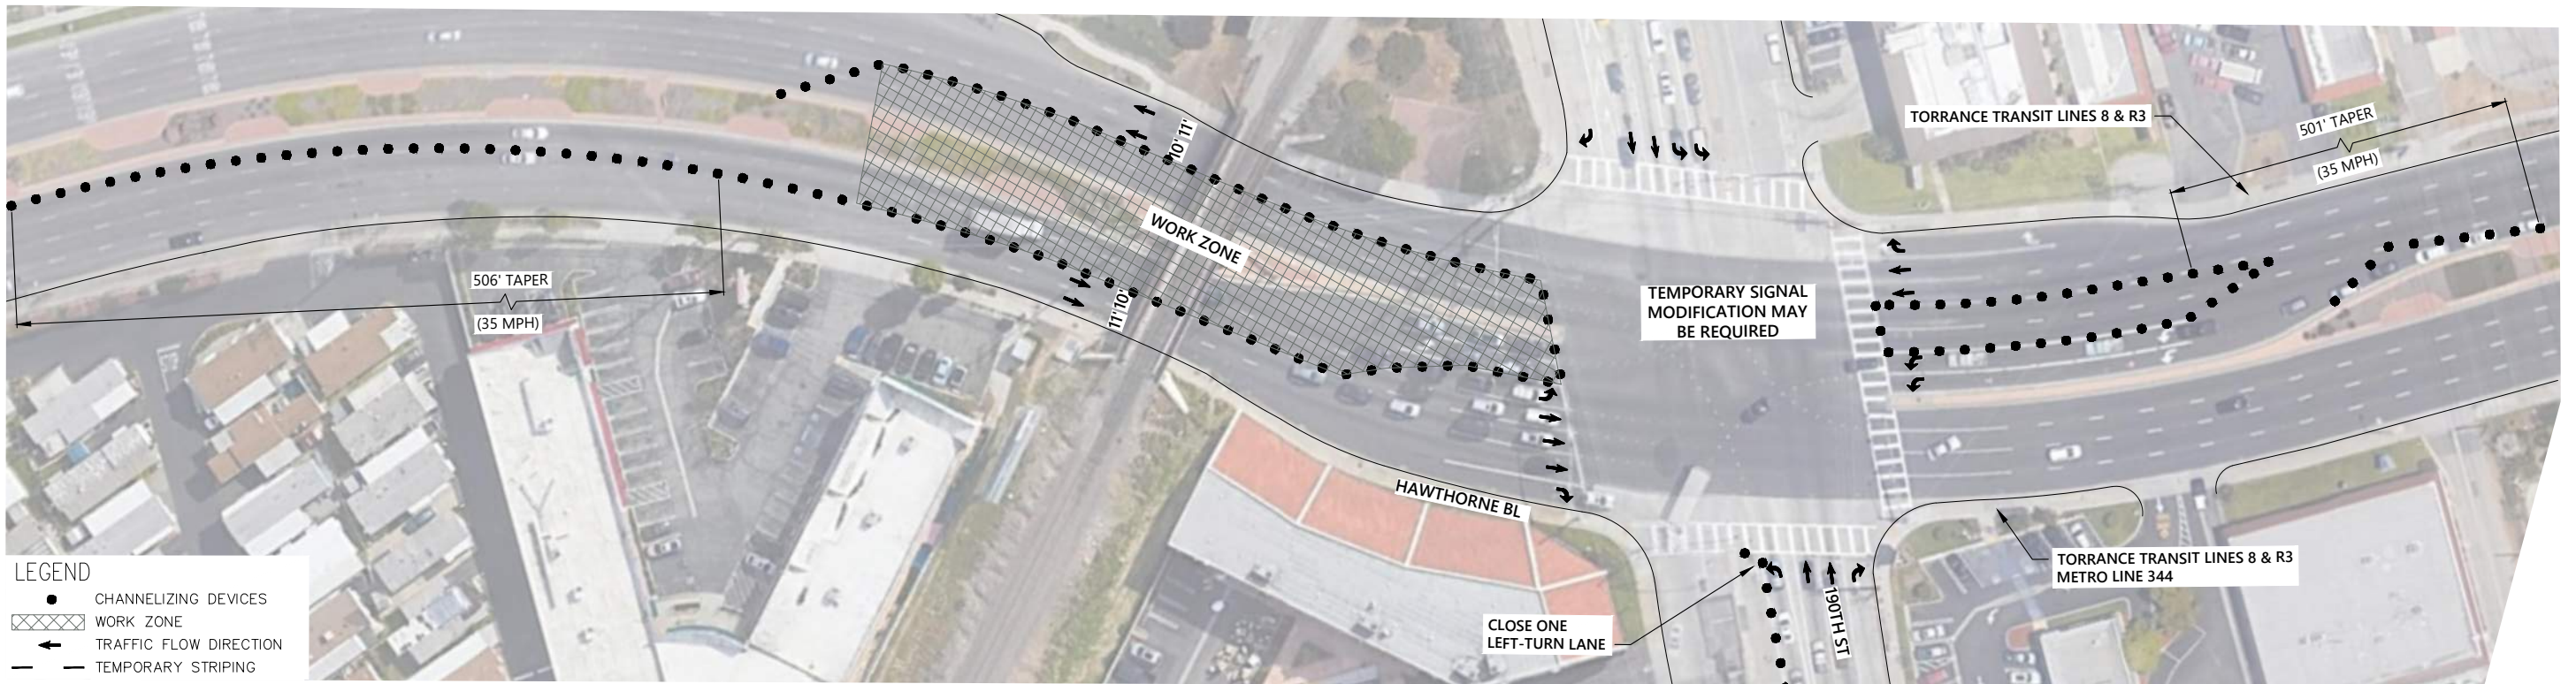 TORRANCE TRANSIT LINES 8 & R3
501' TAPER
(35 MPH)
10' 11'
WORK ZONE
506' TAPER
(35 MPH)
11' 10'
TEMPORARY SIGNAL
MODIFICATION MAY
BE REQUIRED
HAWTHORNE BL
TORRANCE TRANSIT LINES 8 & R3
METRO LINE 344
CLOSE ONE
LEFT-TURN LANE
190TH ST
LEGEND
CHANNELIZING DEVICES
WORK ZONE
TRAFFIC FLOW DIRECTION
TEMPORARY STRIPING